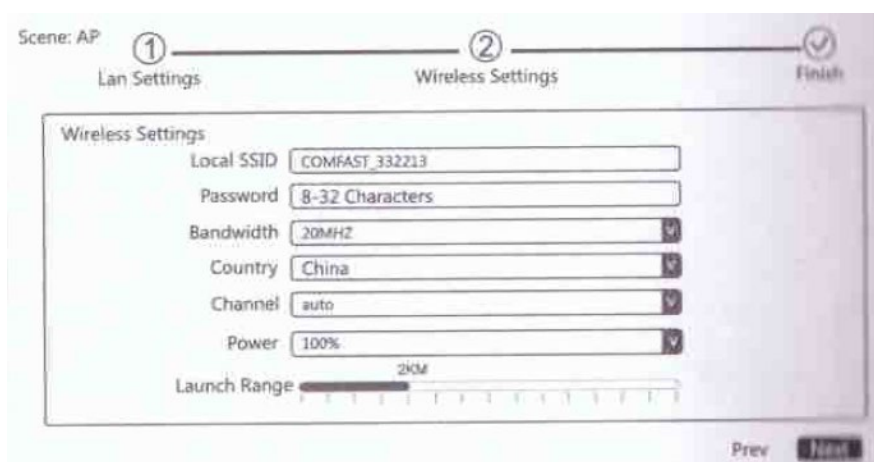 Scene: AP
1 2
Lan Settings Wireless Settings Finish
Wireless Settings
Local SSID COMFAST_332213
Password 8-32 Characters
Bandwidth 20MHZ
Country China
Channel auto
Power 100%
2KM
Launch Range
Prev Next